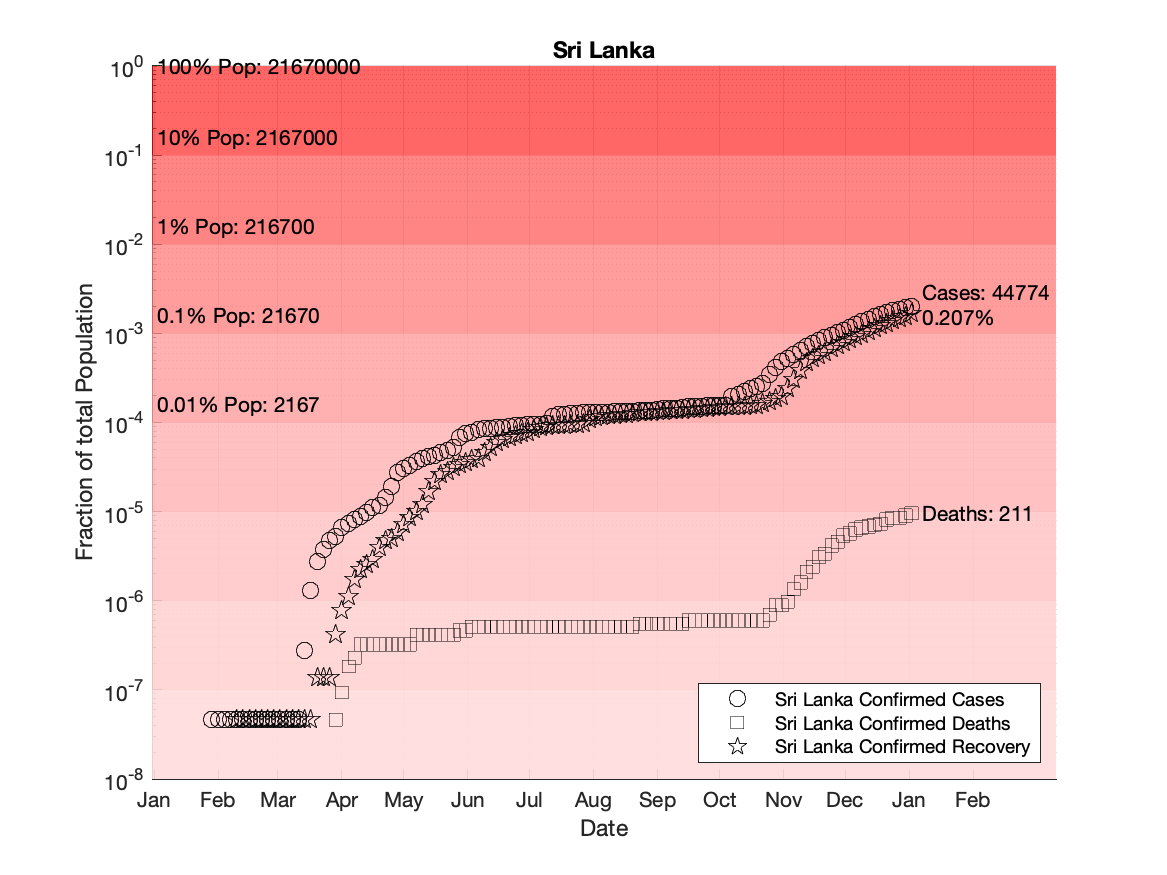 Sri Lanka
10^0
100% Pop: 21670000
10% Pop: 2167000
10^-1
1% Pop: 216700
10^-2
Cases: 44774
0.1% Pop: 21670
0.207%
10^-3
0.01% Pop: 2167
10^-4
10^-5
Deaths: 211
10^-6
10^-7
10^-8
Fraction of total Population
Sri Lanka Confirmed Cases
Sri Lanka Confirmed Deaths
Sri Lanka Confirmed Recovery
Jan Feb Mar Apr May Jun Jul Aug Sep Oct Nov Dec Jan Feb
Date